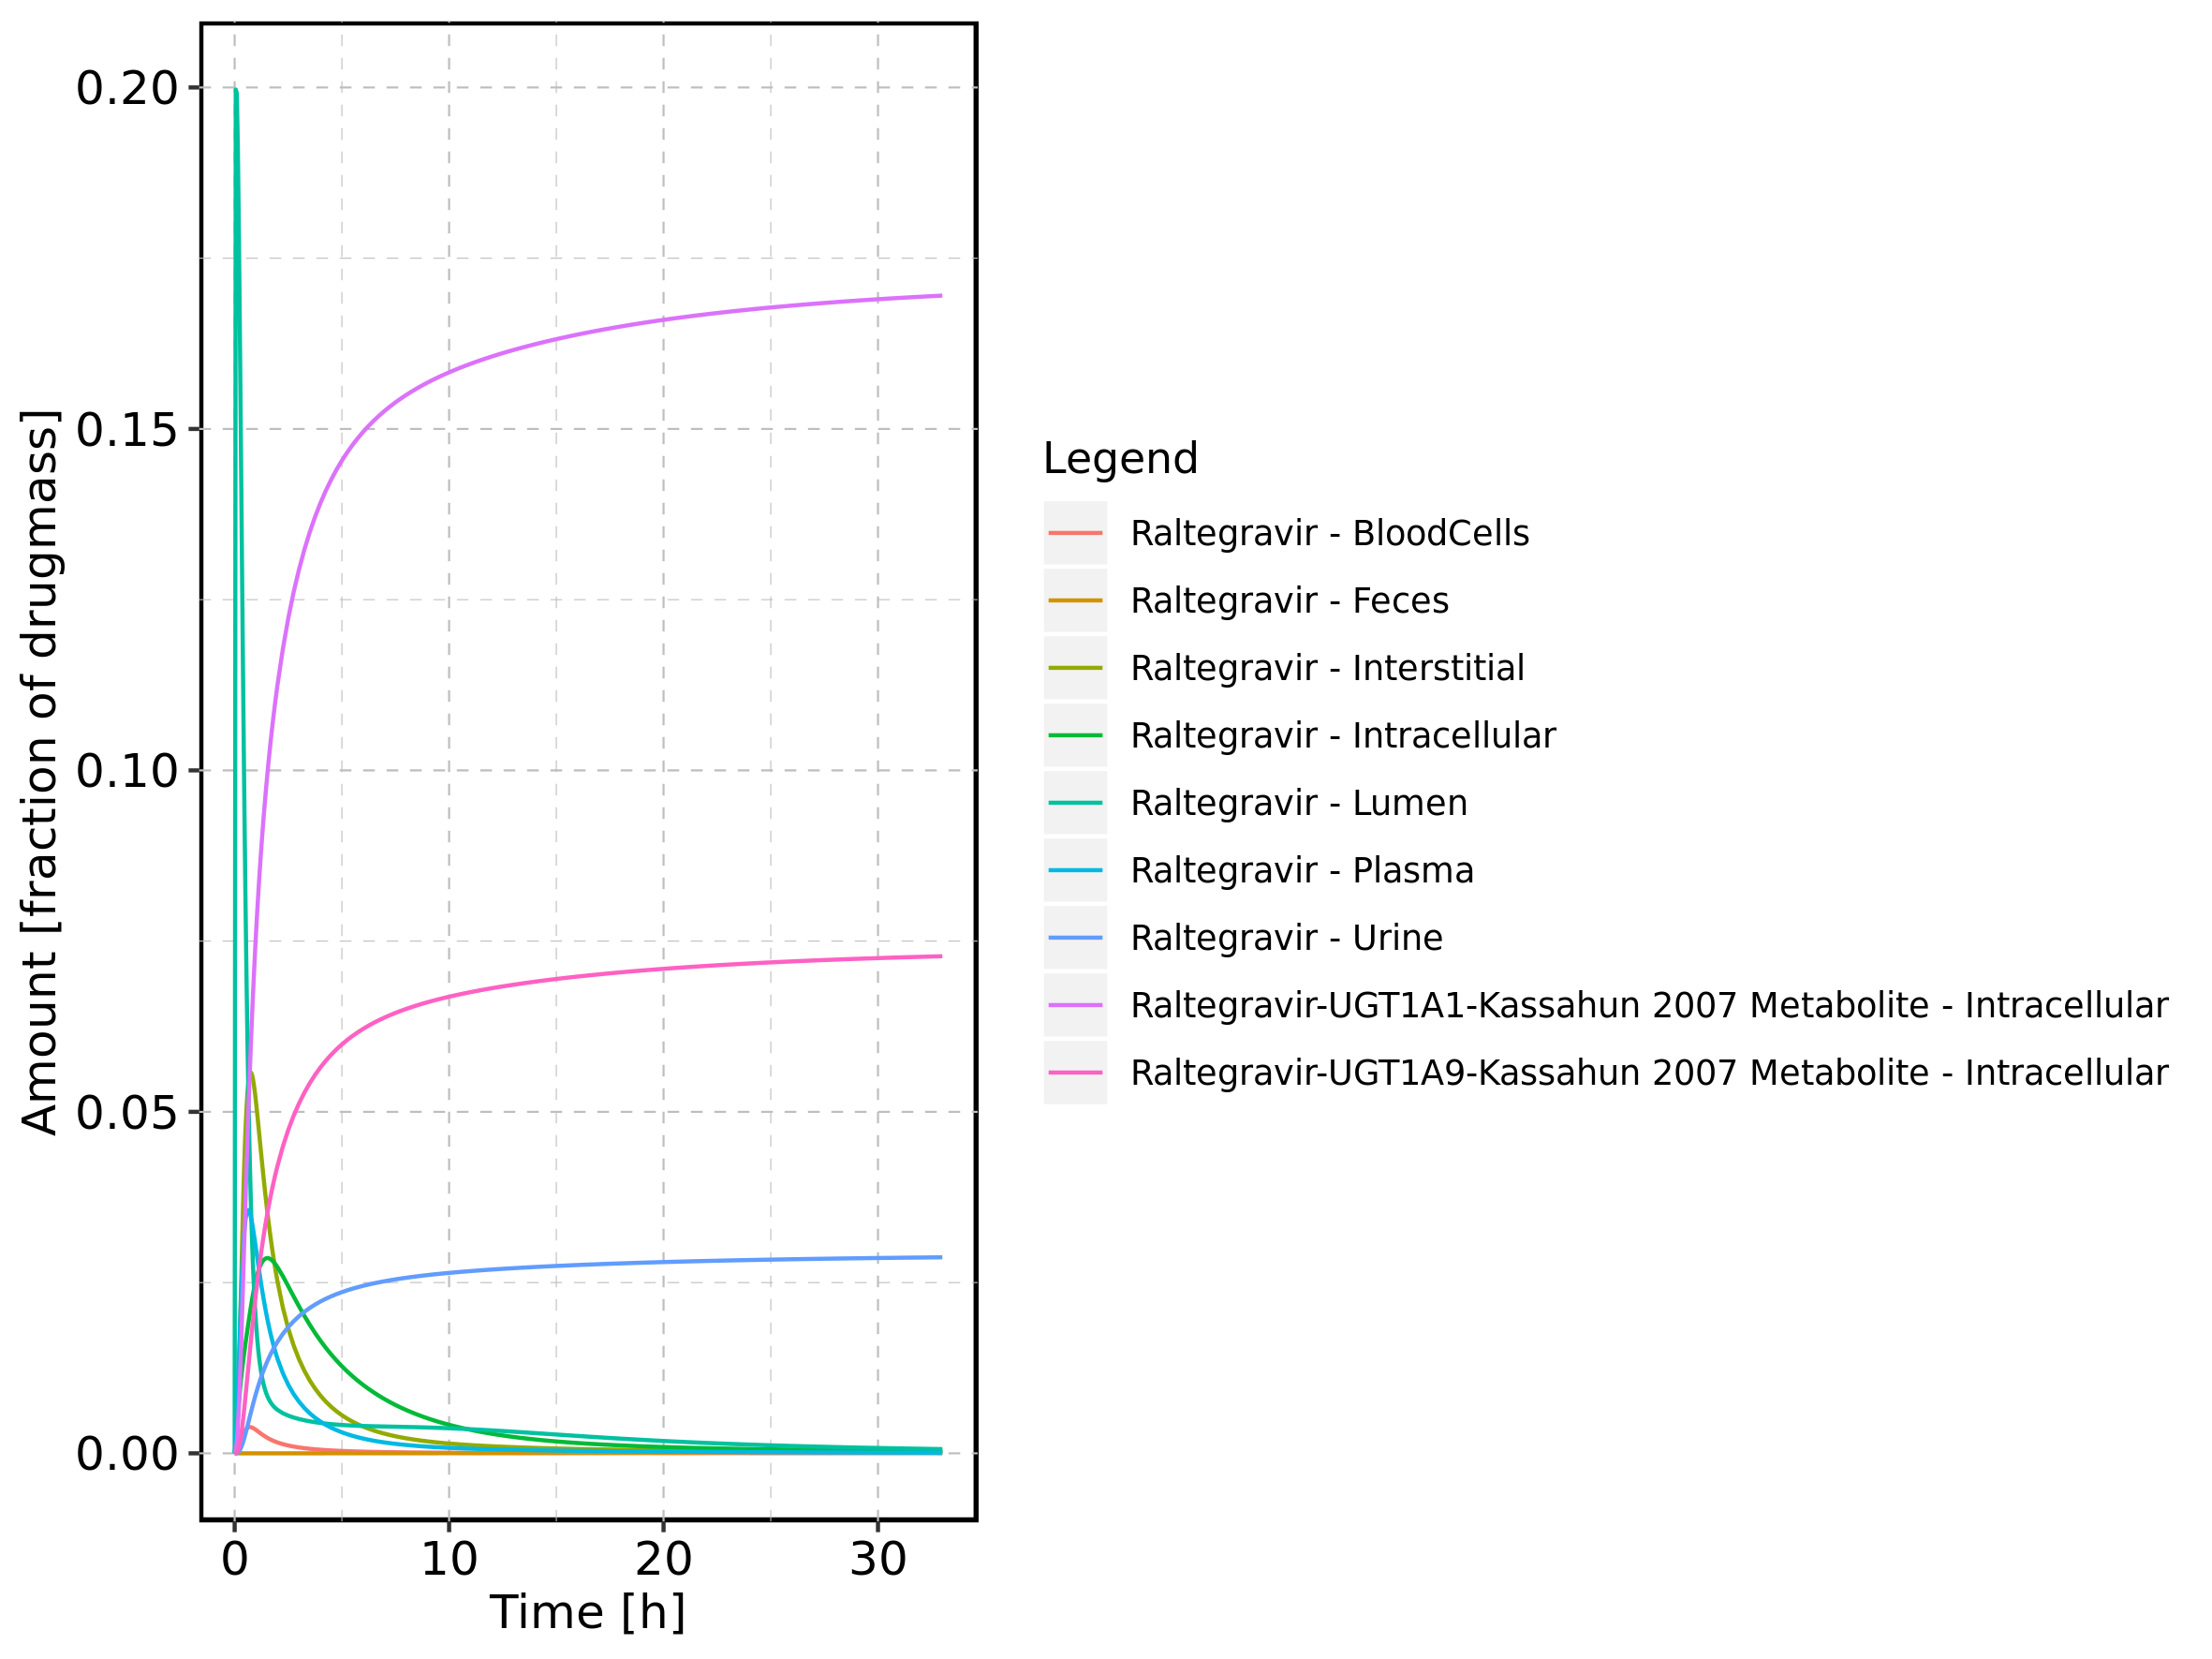 Amount [fraction of drugmass]
0.20
0.15
0.10
0.05
0.00
0 10 20 30
Time [h]
Legend
Raltegravir - BloodCells
Raltegravir - Feces
Raltegravir - Interstitial
Raltegravir - Intracellular
Raltegravir - Lumen
Raltegravir - Plasma
Raltegravir - Urine
Raltegravir-UGT1A1-Kassahun 2007 Metabolite - Intracellular
Raltegravir-UGT1A9-Kassahun 2007 Metabolite - Intracellular